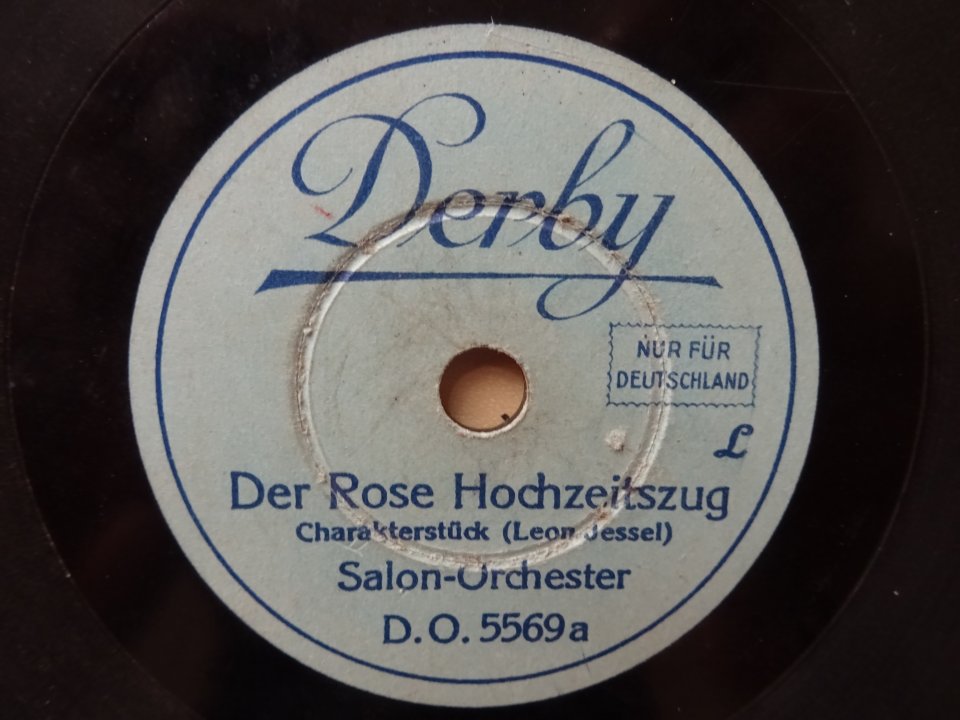 Derby
NUR FÜR
DEUTSCHLAND
L
Der Rose Hochzeitszug
Charakterstück (Leon Jessel)
Salon-Orchester
D.O. 5569a